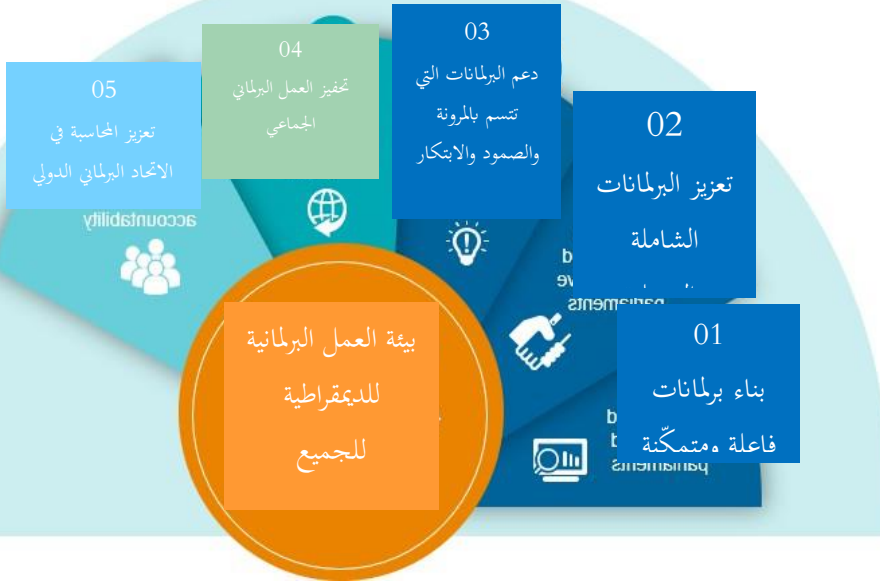 03
دعم البرلمانات التي
تتسم بالمرونة
والصمود والابتكار
04
تحفيز العمل البرلماني
الجماعي
05
تعزيز المحاسبة في
الاتحاد البرلماني الدولي
accountability
02
تعزيز البرلمانات
الشاملة
parliaments
01
بناء برلمانات
فاعلة ومتمكّنة
parliaments
بيئة العمل البرلمانية
للديمقراطية
للجميع